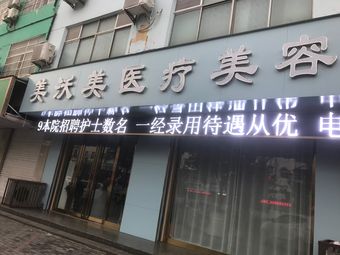 美沃美医疗美容
9本院招聘护士数名 一经录用待遇从优 电